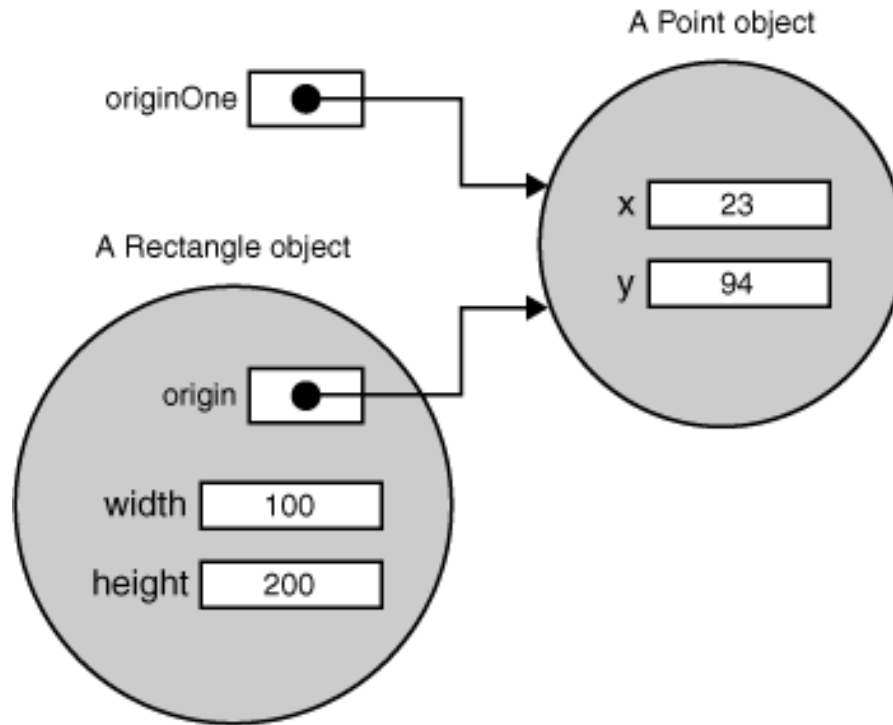 A Point object
originOne
x 23
y 94
A Rectangle object
origin
width 100
height 200